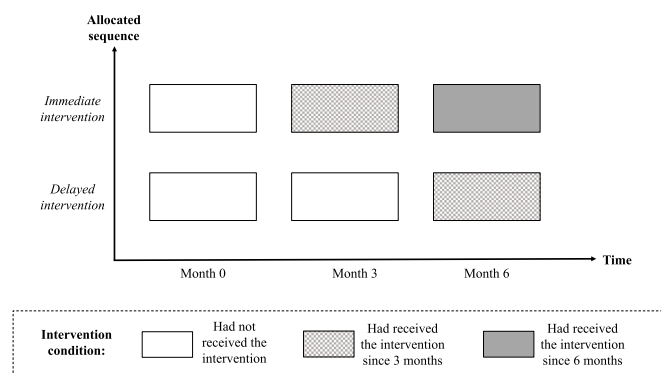 Allocated
sequence
Immediate
intervention
Delayed
intervention
Time
Month 0
Month 3
Month 6
Intervention
condition:
Had not
received the
intervention
Had received
the intervention
since 3 months
Had received
the intervention
since 6 months